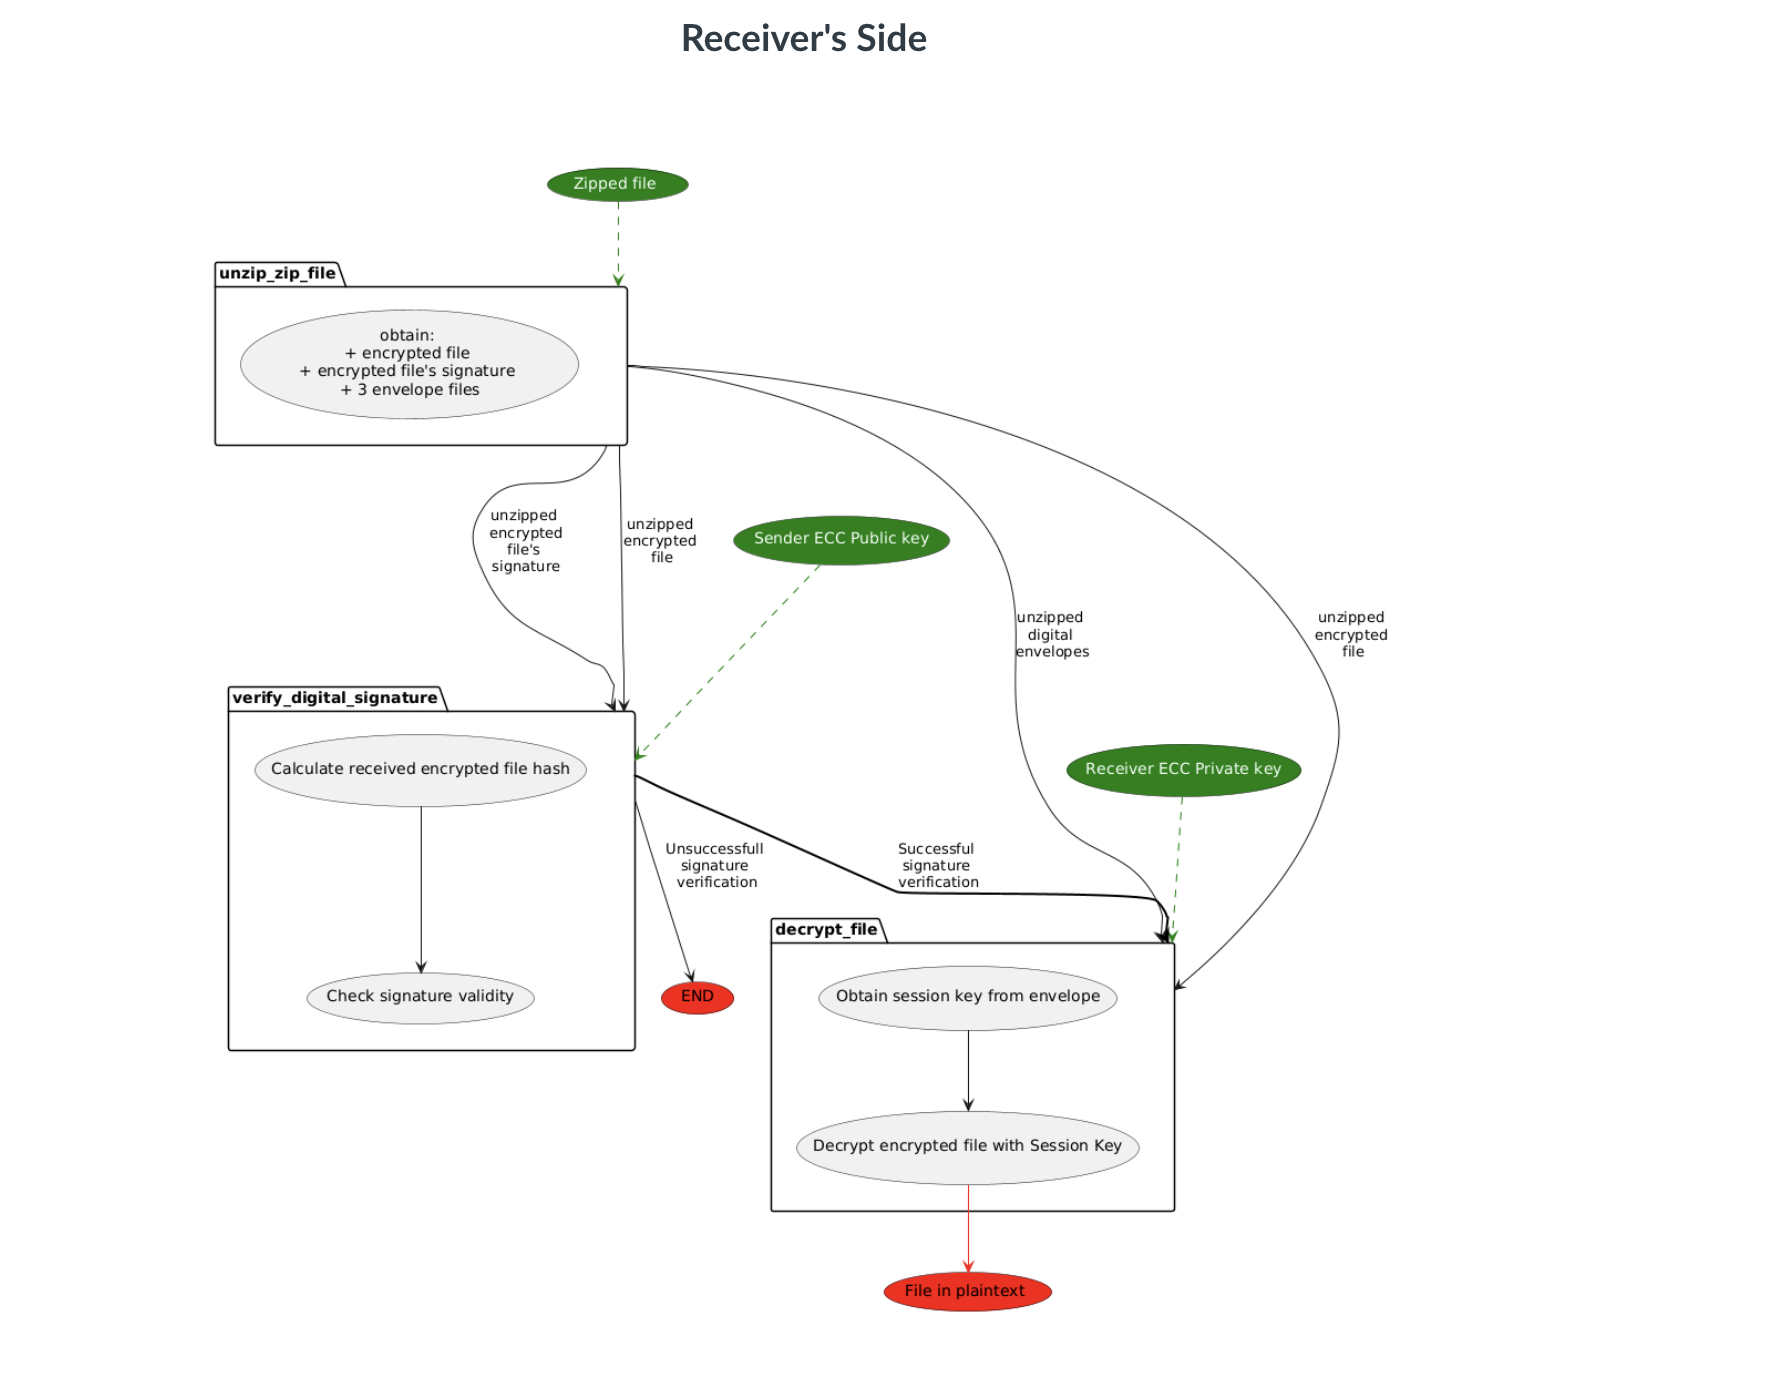 Receiver's Side
Zipped file
unzip_zip_file
obtain:
+ encrypted file
+ encrypted file's signature
+ 3 envelope files
unzipped
encrypted
file's
signature
unzipped
encrypted
file
Sender ECC Public key
unzipped
digital
envelopes
unzipped
encrypted
file
verify_digital_signature
Calculate received encrypted file hash
Check signature validity
Receiver ECC Private key
Unsuccessfull
signature
verification
Successful
signature
verification
END
decrypt_file
Obtain session key from envelope
Decrypt encrypted file with Session Key
File in plaintext